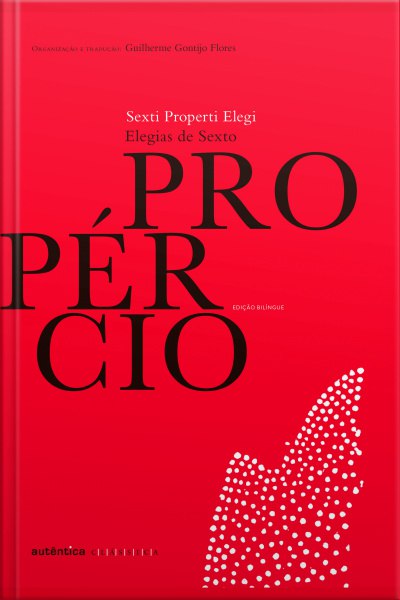 Organização e tradução: Guilherme Gontijo Flores
Sexti Properti Elegi
Elegias de Sexto
PRO
PÉR
CIO
EDIÇÃO BILÍNGUE
autêntica C|L|Á|S|S|I|C|A